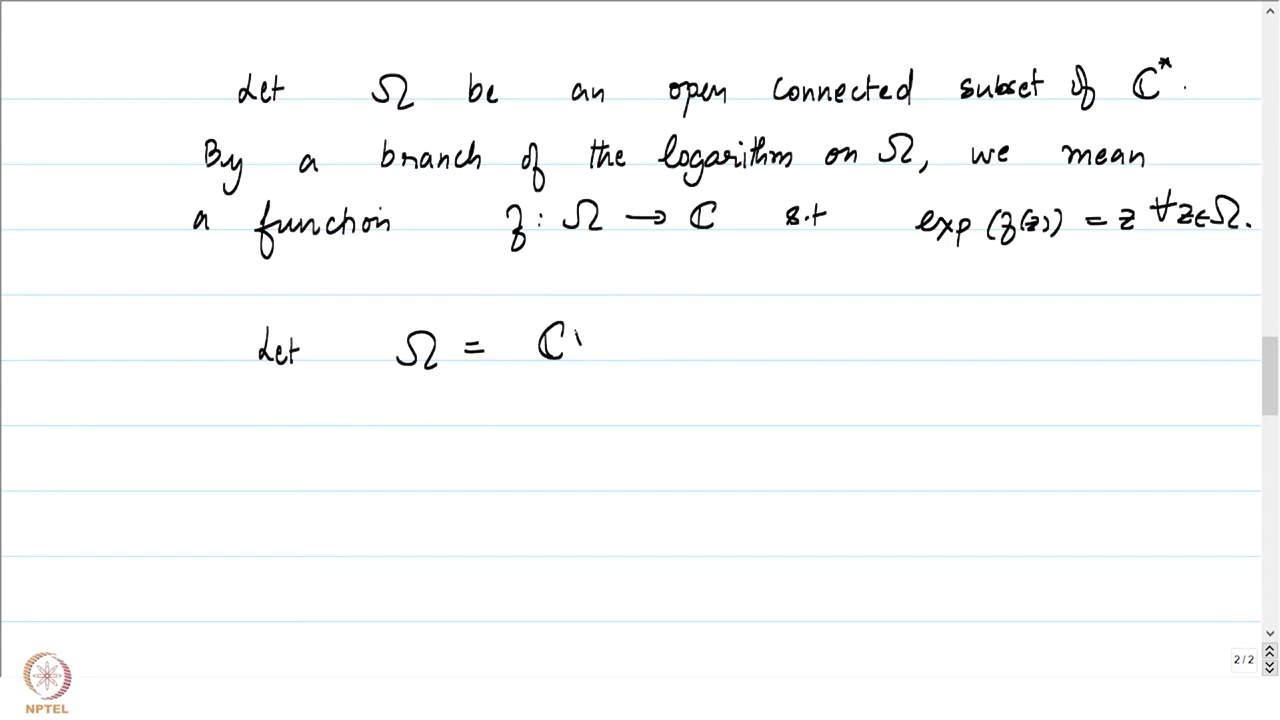 Let Ω be an open connected subset of ℂ*.
By a branch of the logarithm on Ω, we mean
a function f : Ω → ℂ s.t exp (f(z)) = z ∀z∈Ω.
Let Ω = ℂ
2 / 2
NPTEL